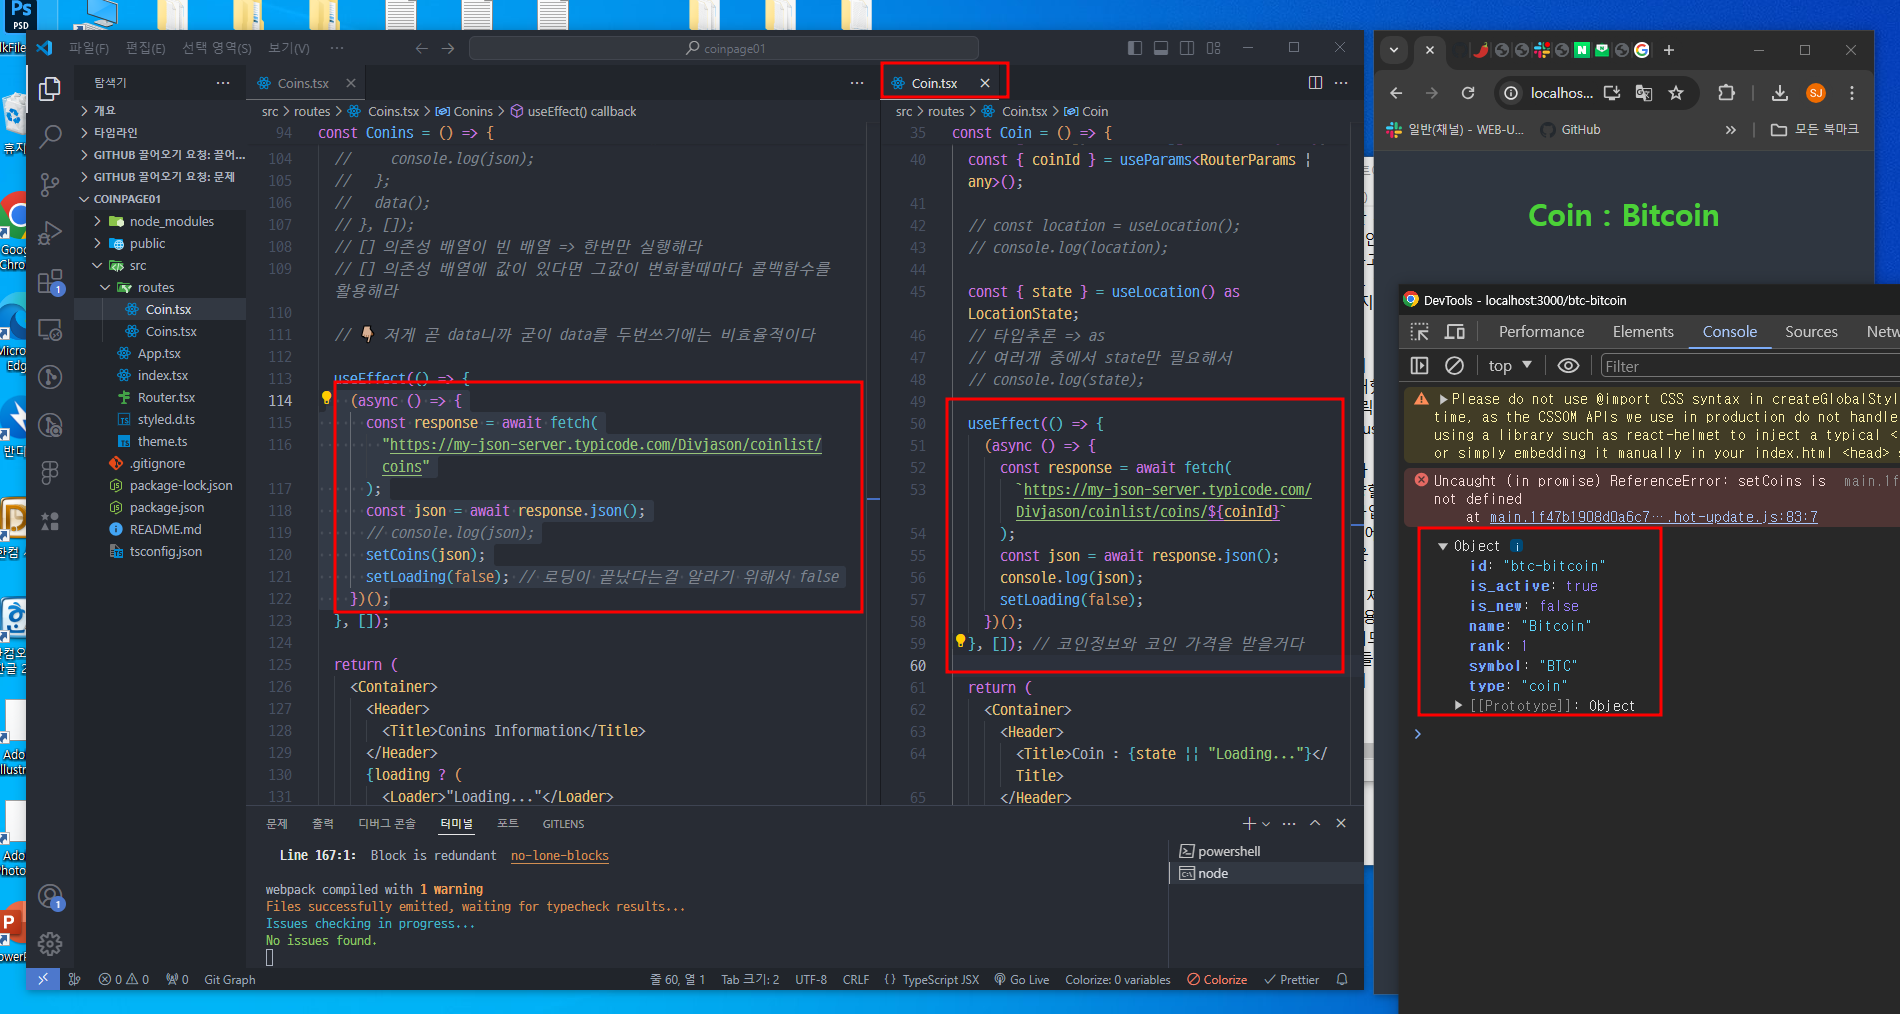 Ps
PSD
파일(F) 편집(E) 선택 영역(S) 보기(V) ···
coinpage01
탐색기 ···
개요
타임라인
GITHUB 끌어오기 요청: 끌어...
GITHUB 끌어오기 요청: 문제
COINPAGE01
node_modules
public
src
routes
Coin.tsx
Coins.tsx
App.tsx
index.tsx
Router.tsx
styled.d.ts
theme.ts
.gitignore
package-lock.json
package.json
README.md
tsconfig.json
Coins.tsx
src > routes > Coins.tsx > Conins > useEffect() callback
94 const Conins = () => {
104 //     console.log(json);
105 //   };
106 //   data();
107 // }, []);
108 // [] 의존성 배열이 빈 배열 => 한번만 실행해라
109 // [] 의존성 배열에 값이 있다면 그값이 변화할때마다 콜백함수를
활용해라
110
111 // 👇 저게 곧 data니까 굳이 data를 두번쓰기에는 비효율적이다
112
113 useEffect(() => {
114 (async () => {
115 const response = await fetch(
116 "https://my-json-server.typicode.com/Divjason/coinlist/
coins"
117 );
118 const json = await response.json();
119 // console.log(json);
120 setCoins(json);
121 setLoading(false); // 로딩이 끝났다는걸 알라기 위해서 false
122 })();
123 }, []);
124
125 return (
126 <Container>
127 <Header>
128 <Title>Conins Information</Title>
129 </Header>
130 {loading ? (
131 <Loader>"Loading..."</Loader>
Coin.tsx
src > routes > Coin.tsx > Coin
35 const Coin = () => {
40 const { coinId } = useParams<RouterParams |
any>();
41
42 // const location = useLocation();
43 // console.log(location);
44
45 const { state } = useLocation() as
LocationState;
46 // 타입추론 => as
47 // 여러개 중에서 state만 필요해서
48 // console.log(state);
49
50 useEffect(() => {
51 (async () => {
52 const response = await fetch(
53 `https://my-json-server.typicode.com/
Divjason/coinlist/coins/${coinId}`
54 );
55 const json = await response.json();
56 console.log(json);
57 setLoading(false);
58 })();
59 }, []); // 코인정보와 코인 가격을 받을거다
60
61 return (
62 <Container>
63 <Header>
64 <Title>Coin : {state || "Loading..."}</
Title>
65 </Header>
문제 출력 디버그 콘솔 터미널 포트 GITLENS
Line 167:1:  Block is redundant  no-lone-blocks
webpack compiled with 1 warning
Files successfully emitted, waiting for typecheck results...
Issues checking in progress...
No issues found.
powershell
node
0 0 0 Git Graph
줄 60, 열 1 Tab 크기: 2 UTF-8 CRLF { } TypeScript JSX Go Live Colorize: 0 variables Colorize Prettier
localhos...
SJ
일반(채널) - WEB-U... GitHub » 모든 북마크
Coin : Bitcoin
DevTools - localhost:3000/btc-bitcoin
Performance Elements Console Sources Netw
top Filter
Please do not use @import CSS syntax in createGlobalStyl
time, as the CSSOM APIs we use in production do not handle
using a library such as react-helmet to inject a typical <
or simply embedding it manually in your index.html <head> s
Uncaught (in promise) ReferenceError: setCoins is main.1f
not defined
at main.1f47b1908d0a6c7….hot-update.js:83:7
Object
id: "btc-bitcoin"
is_active: true
is_new: false
name: "Bitcoin"
rank: 1
symbol: "BTC"
type: "coin"
[[Prototype]]: Object